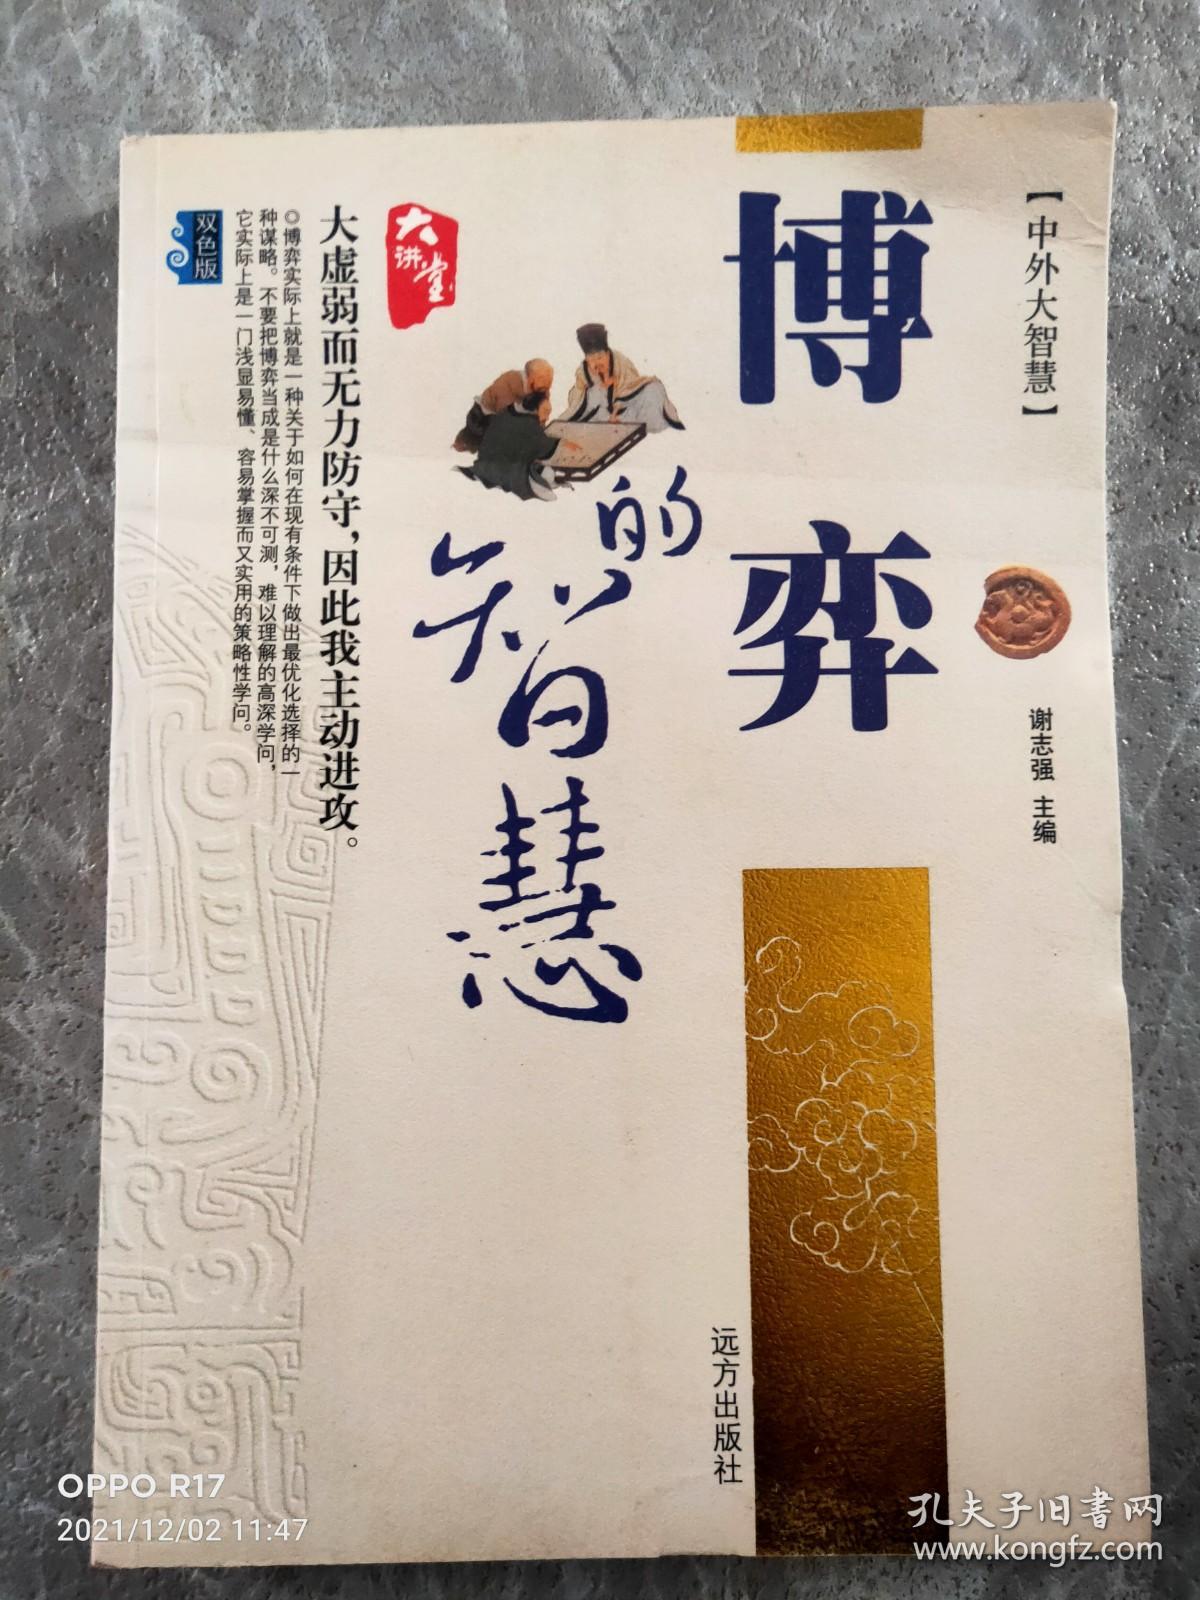 【中外大智慧】
谢志强 主编
博弈
的智慧
大讲堂
大虚弱而无力防守，因此我主动进攻。
◎博弈实际上就是一种关于如何在现有条件下做出最优化选择的一
种谋略。不要把博弈当成是什么深不可测，难以理解的高深学问，
它实际上是一门浅显易懂、容易掌握而又实用的策略性学问。
双色版
远方出版社
OPPO R17
2021/12/02 11:47
孔夫子旧书网
www.kongfz.com